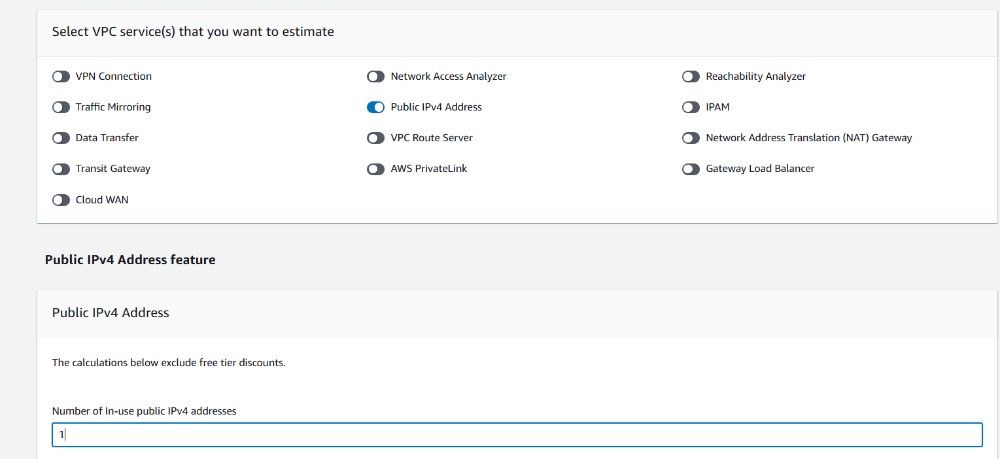 Select VPC service(s) that you want to estimate
VPN Connection
Network Access Analyzer
Reachability Analyzer
Traffic Mirroring
Public IPv4 Address
IPAM
Data Transfer
VPC Route Server
Network Address Translation (NAT) Gateway
Transit Gateway
AWS PrivateLink
Gateway Load Balancer
Cloud WAN
Public IPv4 Address feature
Public IPv4 Address
The calculations below exclude free tier discounts.
Number of In-use public IPv4 addresses
1